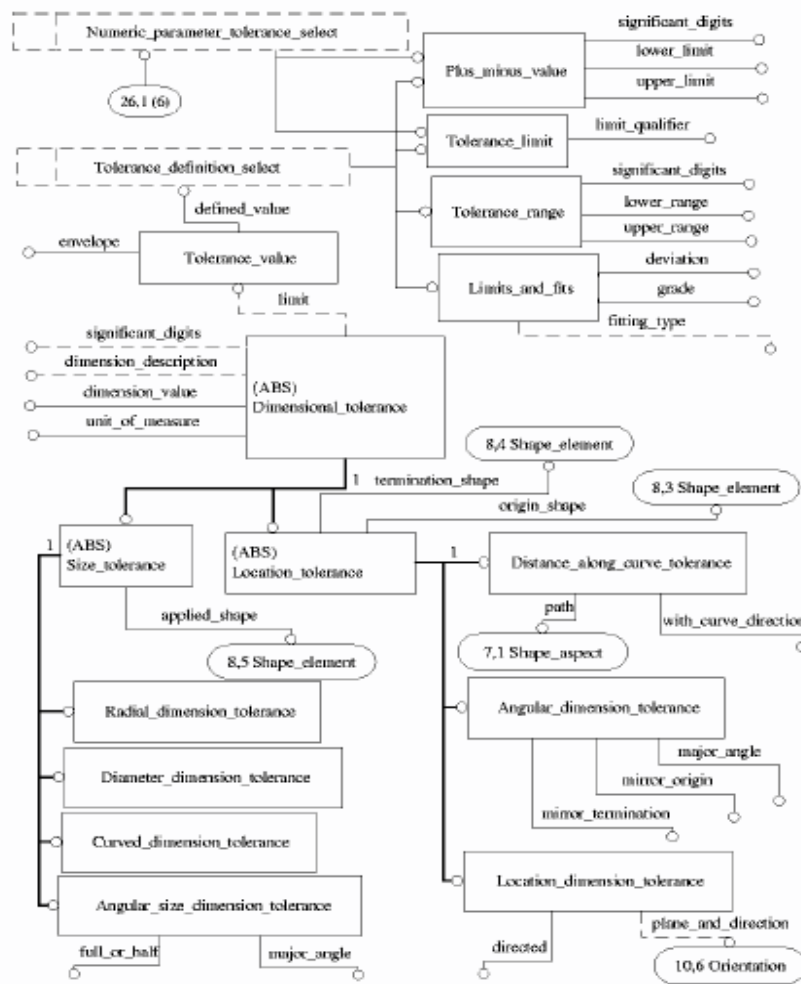 significant_digits
Numeric_parameter_tolerance_select
lower_limit
Plus_minus_value
upper_limit
26,1 (6)
limit_qualifier
Tolerance_limit
Tolerance_definition_select
significant_digits
defined_value
Tolerance_range
lower_range
upper_range
envelope
Tolerance_value
deviation
Limits_and_fits
grade
limit
fitting_type
significant_digits
dimension_description
(ABS)
dimension_value
Dimensional_tolerance
unit_of_measure
8,4 Shape_element
1 termination_shape
8,3 Shape_element
origin_shape
1
(ABS)
Size_tolerance
(ABS)
Location_tolerance
1
Distance_along_curve_tolerance
applied_shape
path
with_curve_direction
8,5 Shape_element
7,1 Shape_aspect
Radial_dimension_tolerance
Angular_dimension_tolerance
major_angle
Diameter_dimension_tolerance
mirror_origin
mirror_termination
Curved_dimension_tolerance
Location_dimension_tolerance
Angular_size_dimension_tolerance
plane_and_direction
full_or_half
major_angle
directed
10,6 Orientation